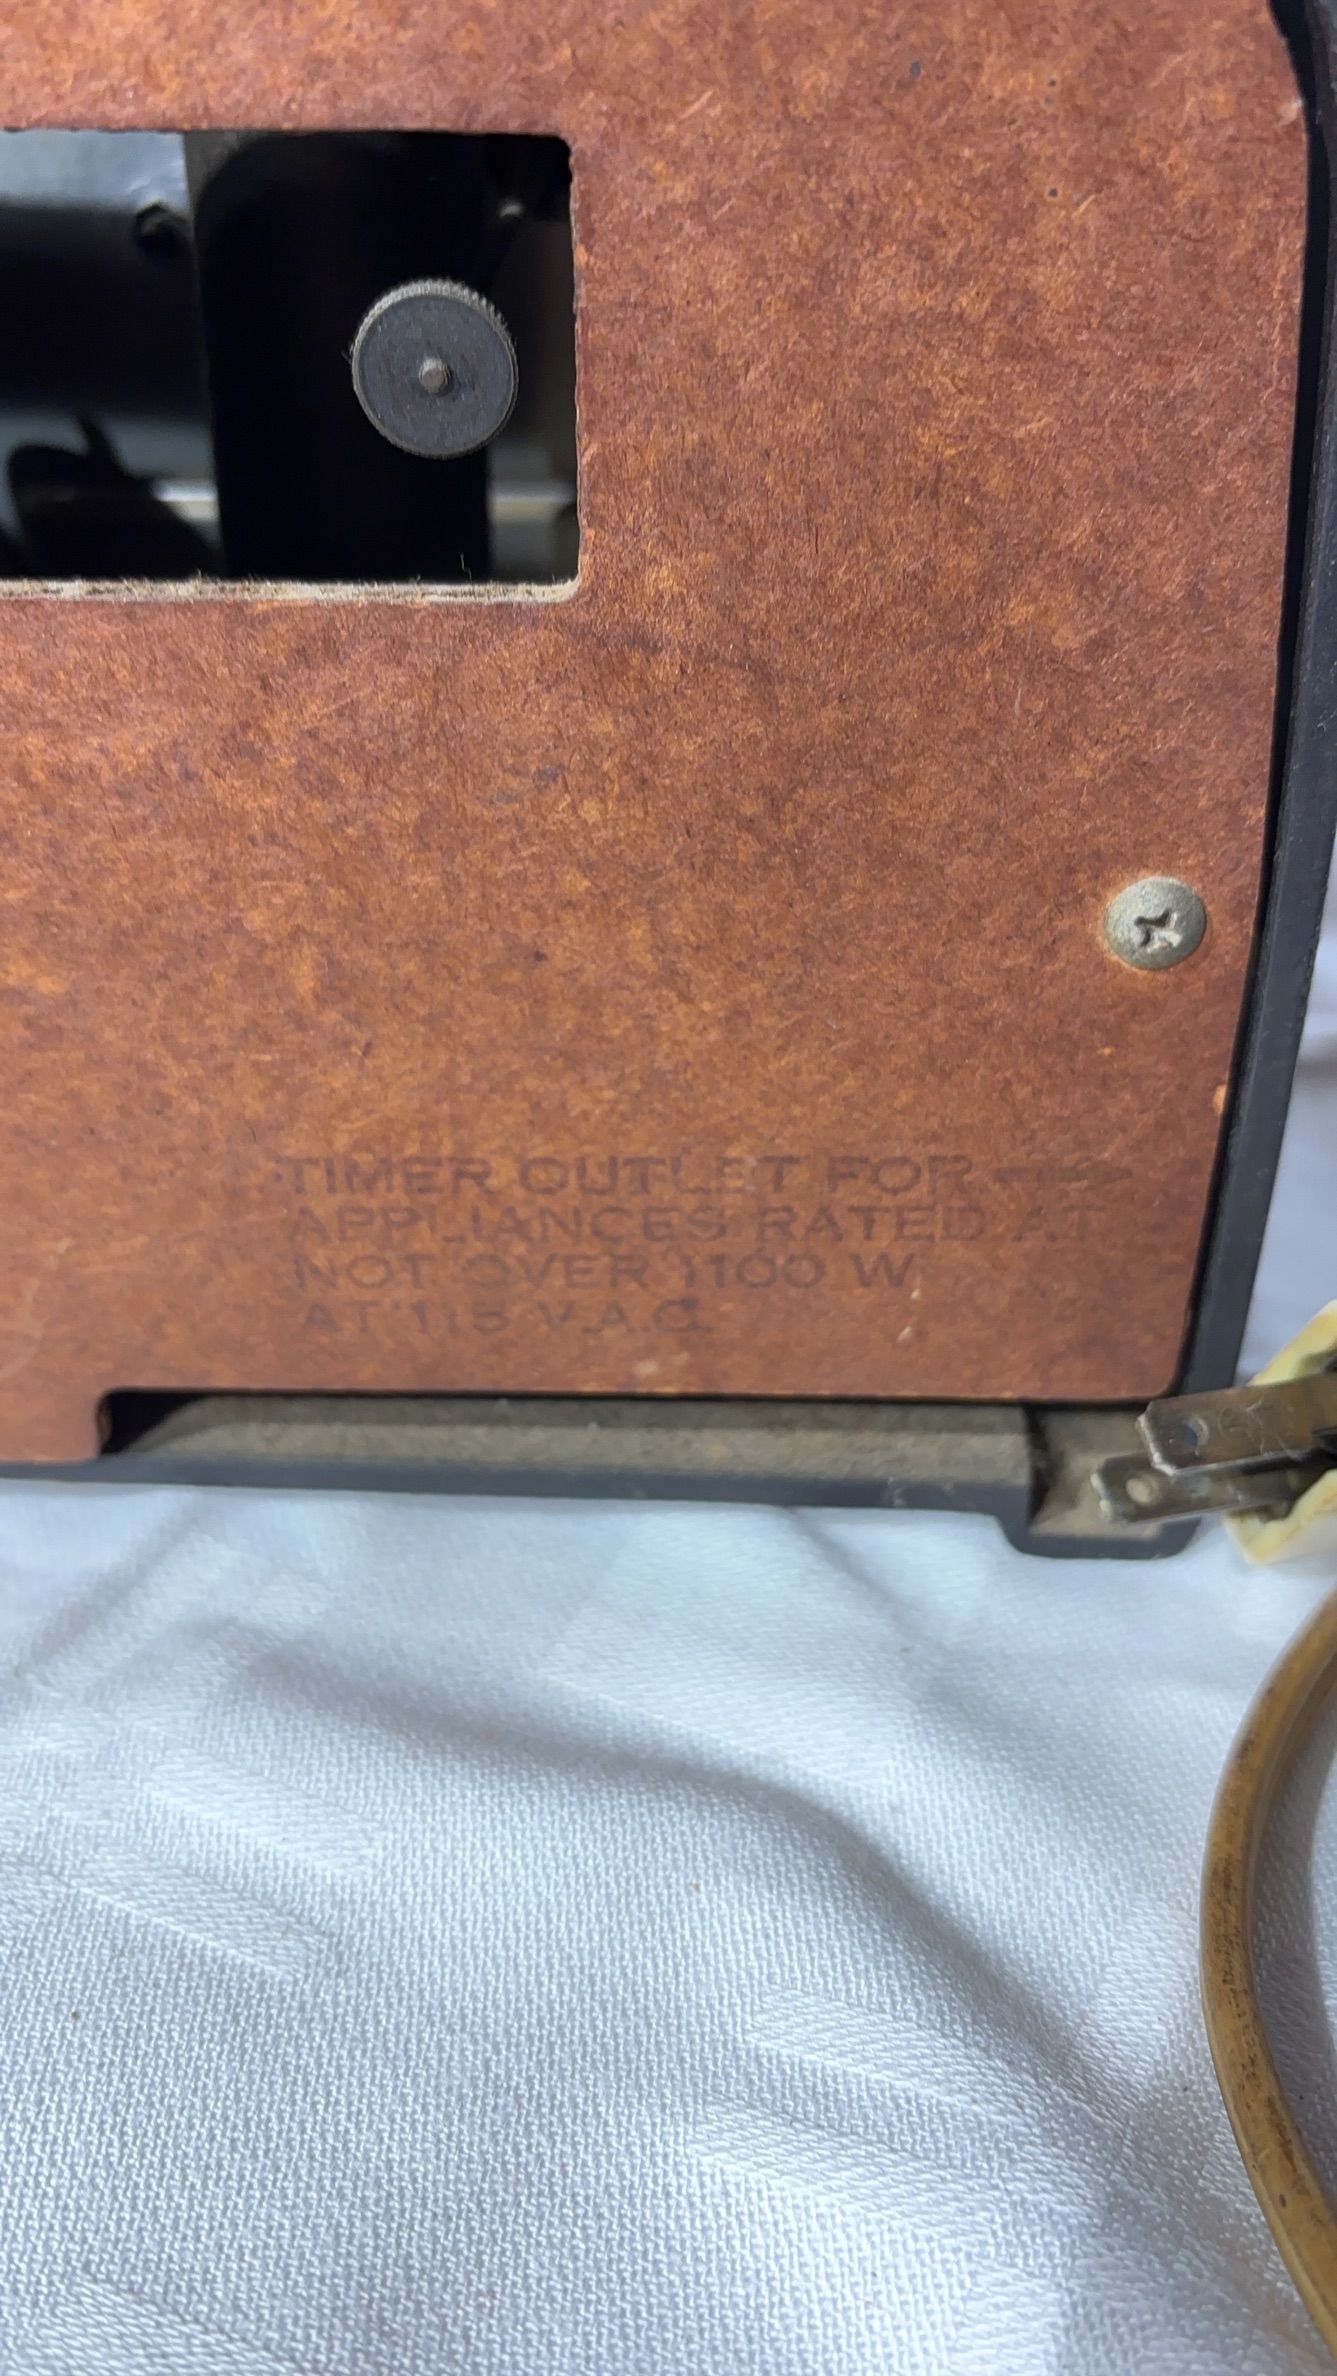 TIMER OUTLET FOR →
APPLIANCES RATED AT
NOT OVER 1100 W
AT 115 V.A.C.